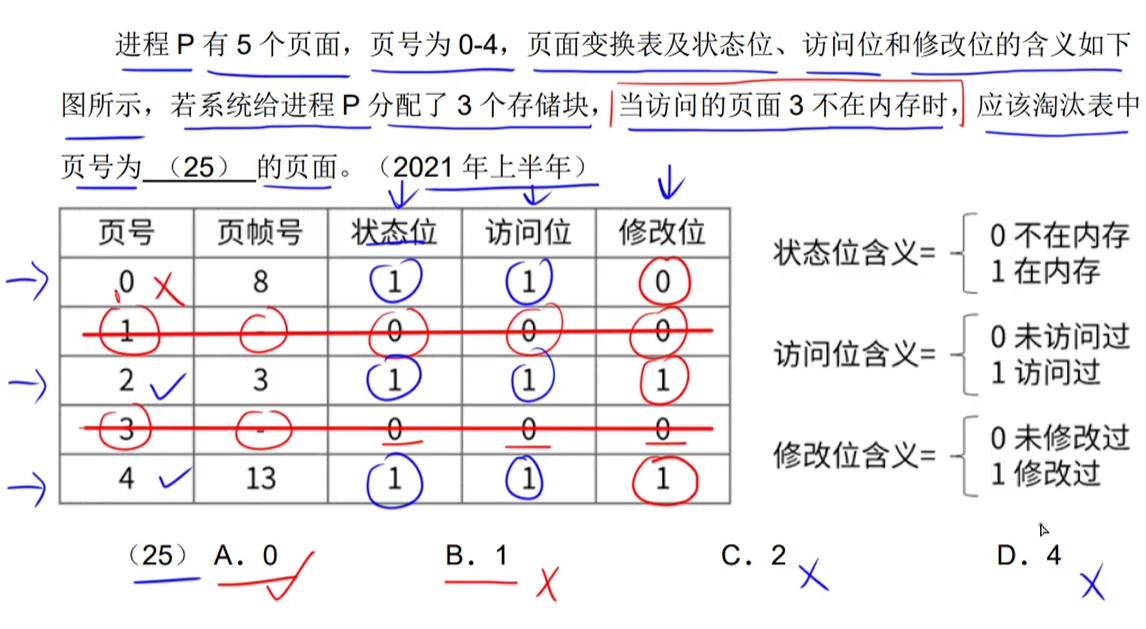 进程 P 有 5 个页面，页号为 0-4，页面变换表及状态位、访问位和修改位的含义如下
图所示，若系统给进程 P 分配了 3 个存储块，当访问的页面 3 不在内存时，应该淘汰表中
页号为 （25） 的页面。（2021 年上半年）
页号 页帧号 状态位 访问位 修改位
0 8 1 1 0
1 - 0 0 0
2 3 1 1 1
3 - 0 0 0
4 13 1 1 1
状态位含义= 0 不在内存
1 在内存
访问位含义= 0 未访问过
1 访问过
修改位含义= 0 未修改过
1 修改过
（25） A．0 B．1 C．2 D．4